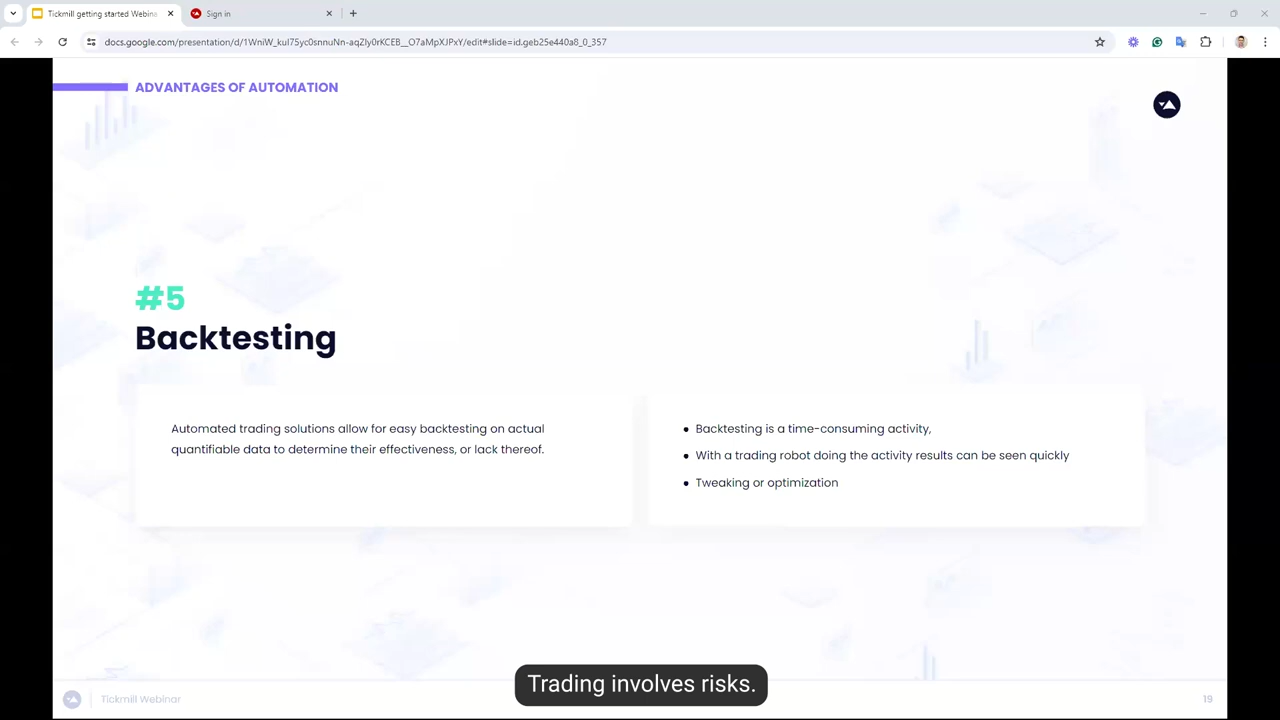 Tickmill getting started Webina
Sign in
docs.google.com/presentation/d/1WniW_kuI75yc0snnuNn-aqZly0rKCEB__O7aMpXJPxY/edit#slide=id.geb25e440a8_0_357
ADVANTAGES OF AUTOMATION
#5
Backtesting
Automated trading solutions allow for easy backtesting on actual
quantifiable data to determine their effectiveness, or lack thereof.
• Backtesting is a time-consuming activity,
• With a trading robot doing the activity results can be seen quickly
• Tweaking or optimization
Trading involves risks.
Tickmill Webinar
19